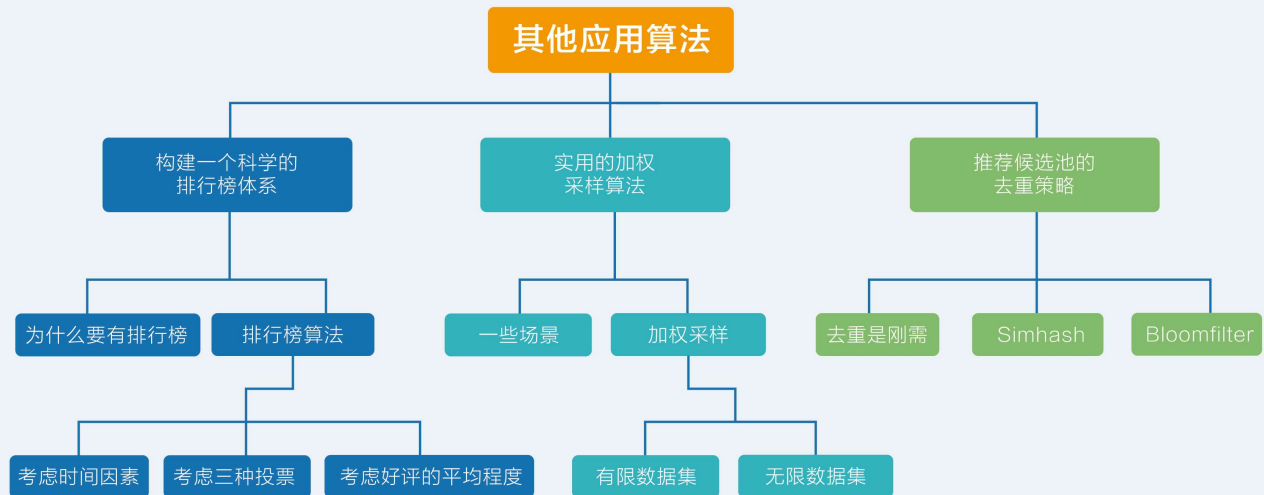 其他应用算法
构建一个科学的
排行榜体系
实用的加权
采样算法
推荐候选池的
去重策略
为什么要有排行榜
排行榜算法
一些场景
加权采样
去重是刚需
Simhash
Bloomfilter
考虑时间因素
考虑三种投票
考虑好评的平均程度
有限数据集
无限数据集